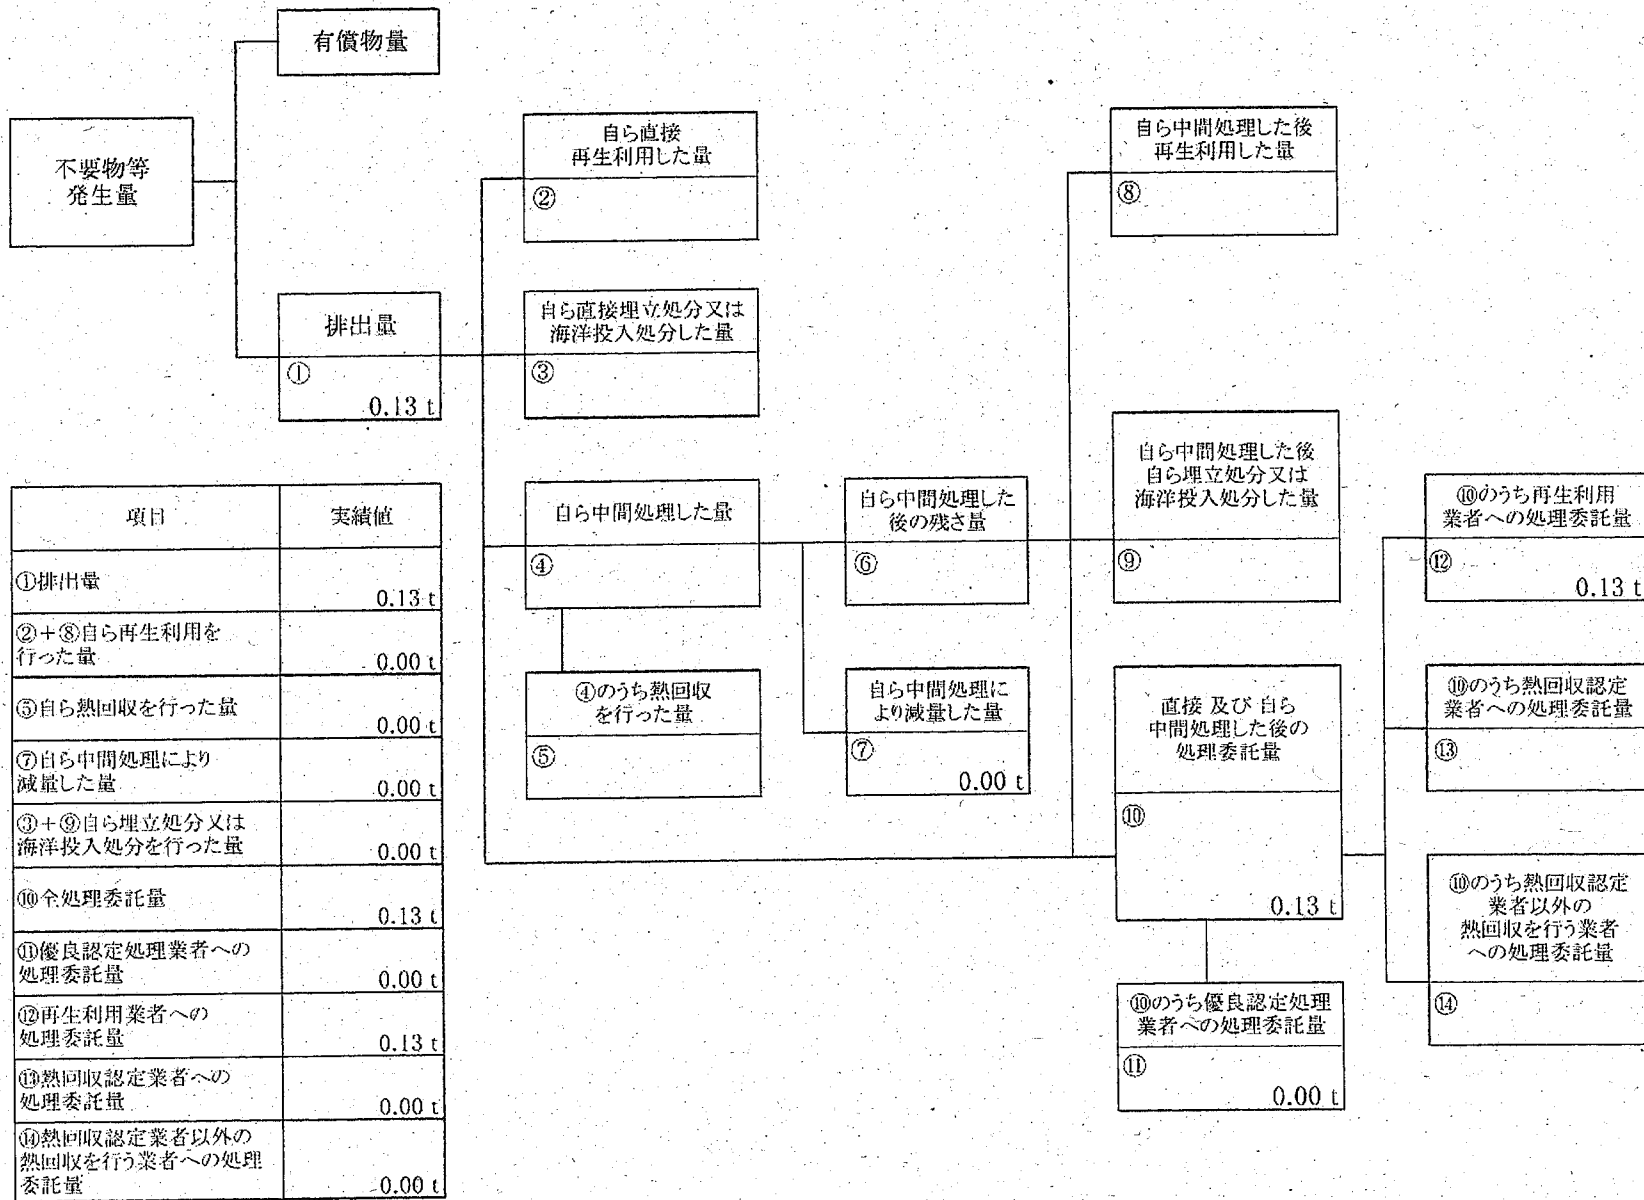 有償物量
不要物等
発生量
排出量
①
0.13 t
自ら直接
再生利用した量
②
自ら直接埋立処分又は
海洋投入処分した量
③
自ら中間処理した量
④
④のうち熱回収
を行った量
⑤
自ら中間処理した
後の残さ量
⑥
自ら中間処理に
より減量した量
⑦
0.00 t
自ら中間処理した後
再生利用した量
⑧
自ら中間処理した後
自ら埋立処分又は
海洋投入処分した量
⑨
直接 及び 自ら
中間処理した後の
処理委託量
⑩
0.13 t
⑩のうち優良認定処理
業者への処理委託量
⑪
0.00 t
⑩のうち再生利用
業者への処理委託量
⑫
0.13 t
⑩のうち熱回収認定
業者への処理委託量
⑬
⑩のうち熱回収認定
業者以外の
熱回収を行う業者
への処理委託量
⑭
項目 実績値
①排出量
0.13 t
②+⑧自ら再生利用を
行った量
0.00 t
⑤自ら熱回収を行った量
0.00 t
⑦自ら中間処理により
減量した量
0.00 t
③+⑨自ら埋立処分又は
海洋投入処分を行った量
0.00 t
⑩全処理委託量
0.13 t
⑪優良認定処理業者への
処理委託量
0.00 t
⑫再生利用業者への
処理委託量
0.13 t
⑬熱回収認定業者への
処理委託量
0.00 t
⑭熱回収認定業者以外の
熱回収を行う業者への処理
委託量
0.00 t